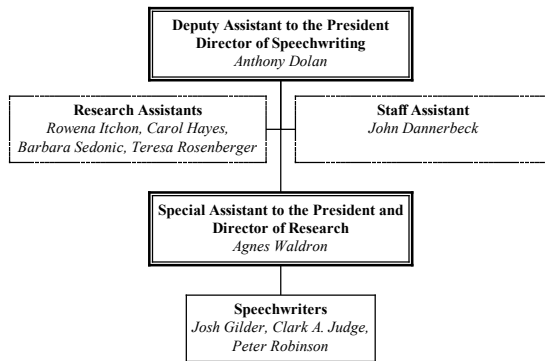 Deputy Assistant to the President
Director of Speechwriting
Anthony Dolan
Research Assistants
Rowena Itchon, Carol Hayes,
Barbara Sedonic, Teresa Rosenberger
Staff Assistant
John Dannerbeck
Special Assistant to the President and
Director of Research
Agnes Waldron
Speechwriters
Josh Gilder, Clark A. Judge,
Peter Robinson